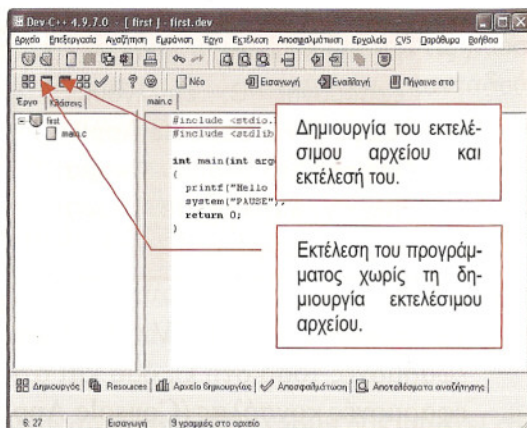 Dev-C++ 4.9.7.0 - [ first ] - first.dev
Αρχείο Επεξεργασία Αναζήτηση Εμφάνιση Έργο Εκτέλεση Αποσφαλμάτωση Εργαλεία CVS Παράθυρο Βοήθεια
Νέο Εισαγωγή Εναλλαγή Πήγαινε στο
Έργο Κλάσεις main.c
first
main.c
#include <stdio.
#include <stdlib
int main(int argc
{
printf("Hello
system("PAUSE");
return 0;
}
Δημιουργία του εκτελέ-
σιμου αρχείου και
εκτέλεσή του.
Εκτέλεση του προγράμ-
ματος χωρίς τη δη-
μιουργία εκτελέσιμου
αρχείου.
Δημιουργός Resources Αρχείο δημιουργίας Αποσφαλμάτωση Αποτελέσματα αναζήτησης
6: 27 Εισαγωγή 9 γραμμές στο αρχείο